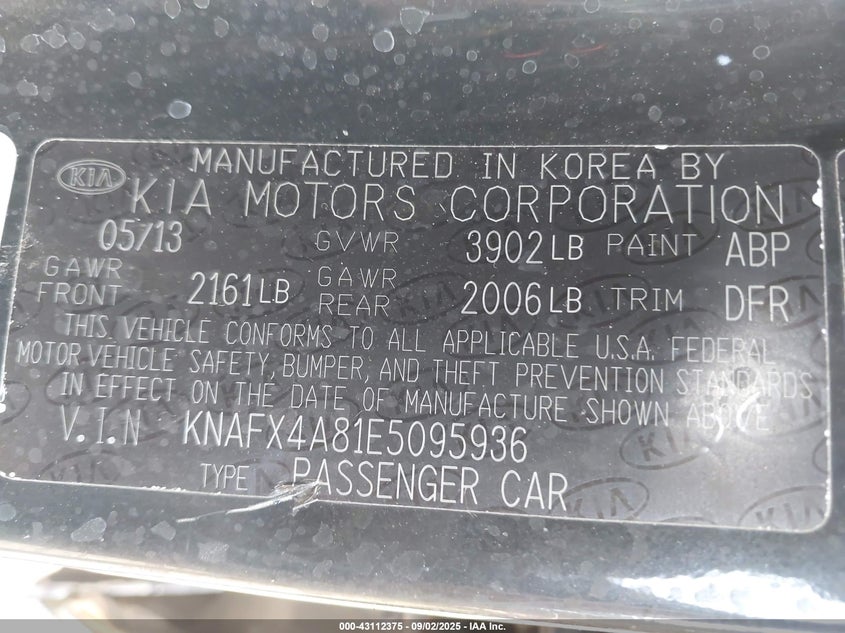 MANUFACTURED IN KOREA BY
KIA KIA MOTORS CORPORATION
05/13 GVWR 3902LB PAINT ABP
GAWR FRONT 2161LB GAWR REAR 2006LB TRIM DFR
THIS VEHICLE CONFORMS TO ALL APPLICABLE U.S.A. FEDERAL
MOTOR VEHICLE SAFETY, BUMPER, AND THEFT PREVENTION STANDARDS
IN EFFECT ON THE DATE OF MANUFACTURE SHOWN ABOVE
V.I.N KNAFX4A81E5095936
TYPE PASSENGER CAR
000-43112375 - 09/02/2025 - IAA Inc.